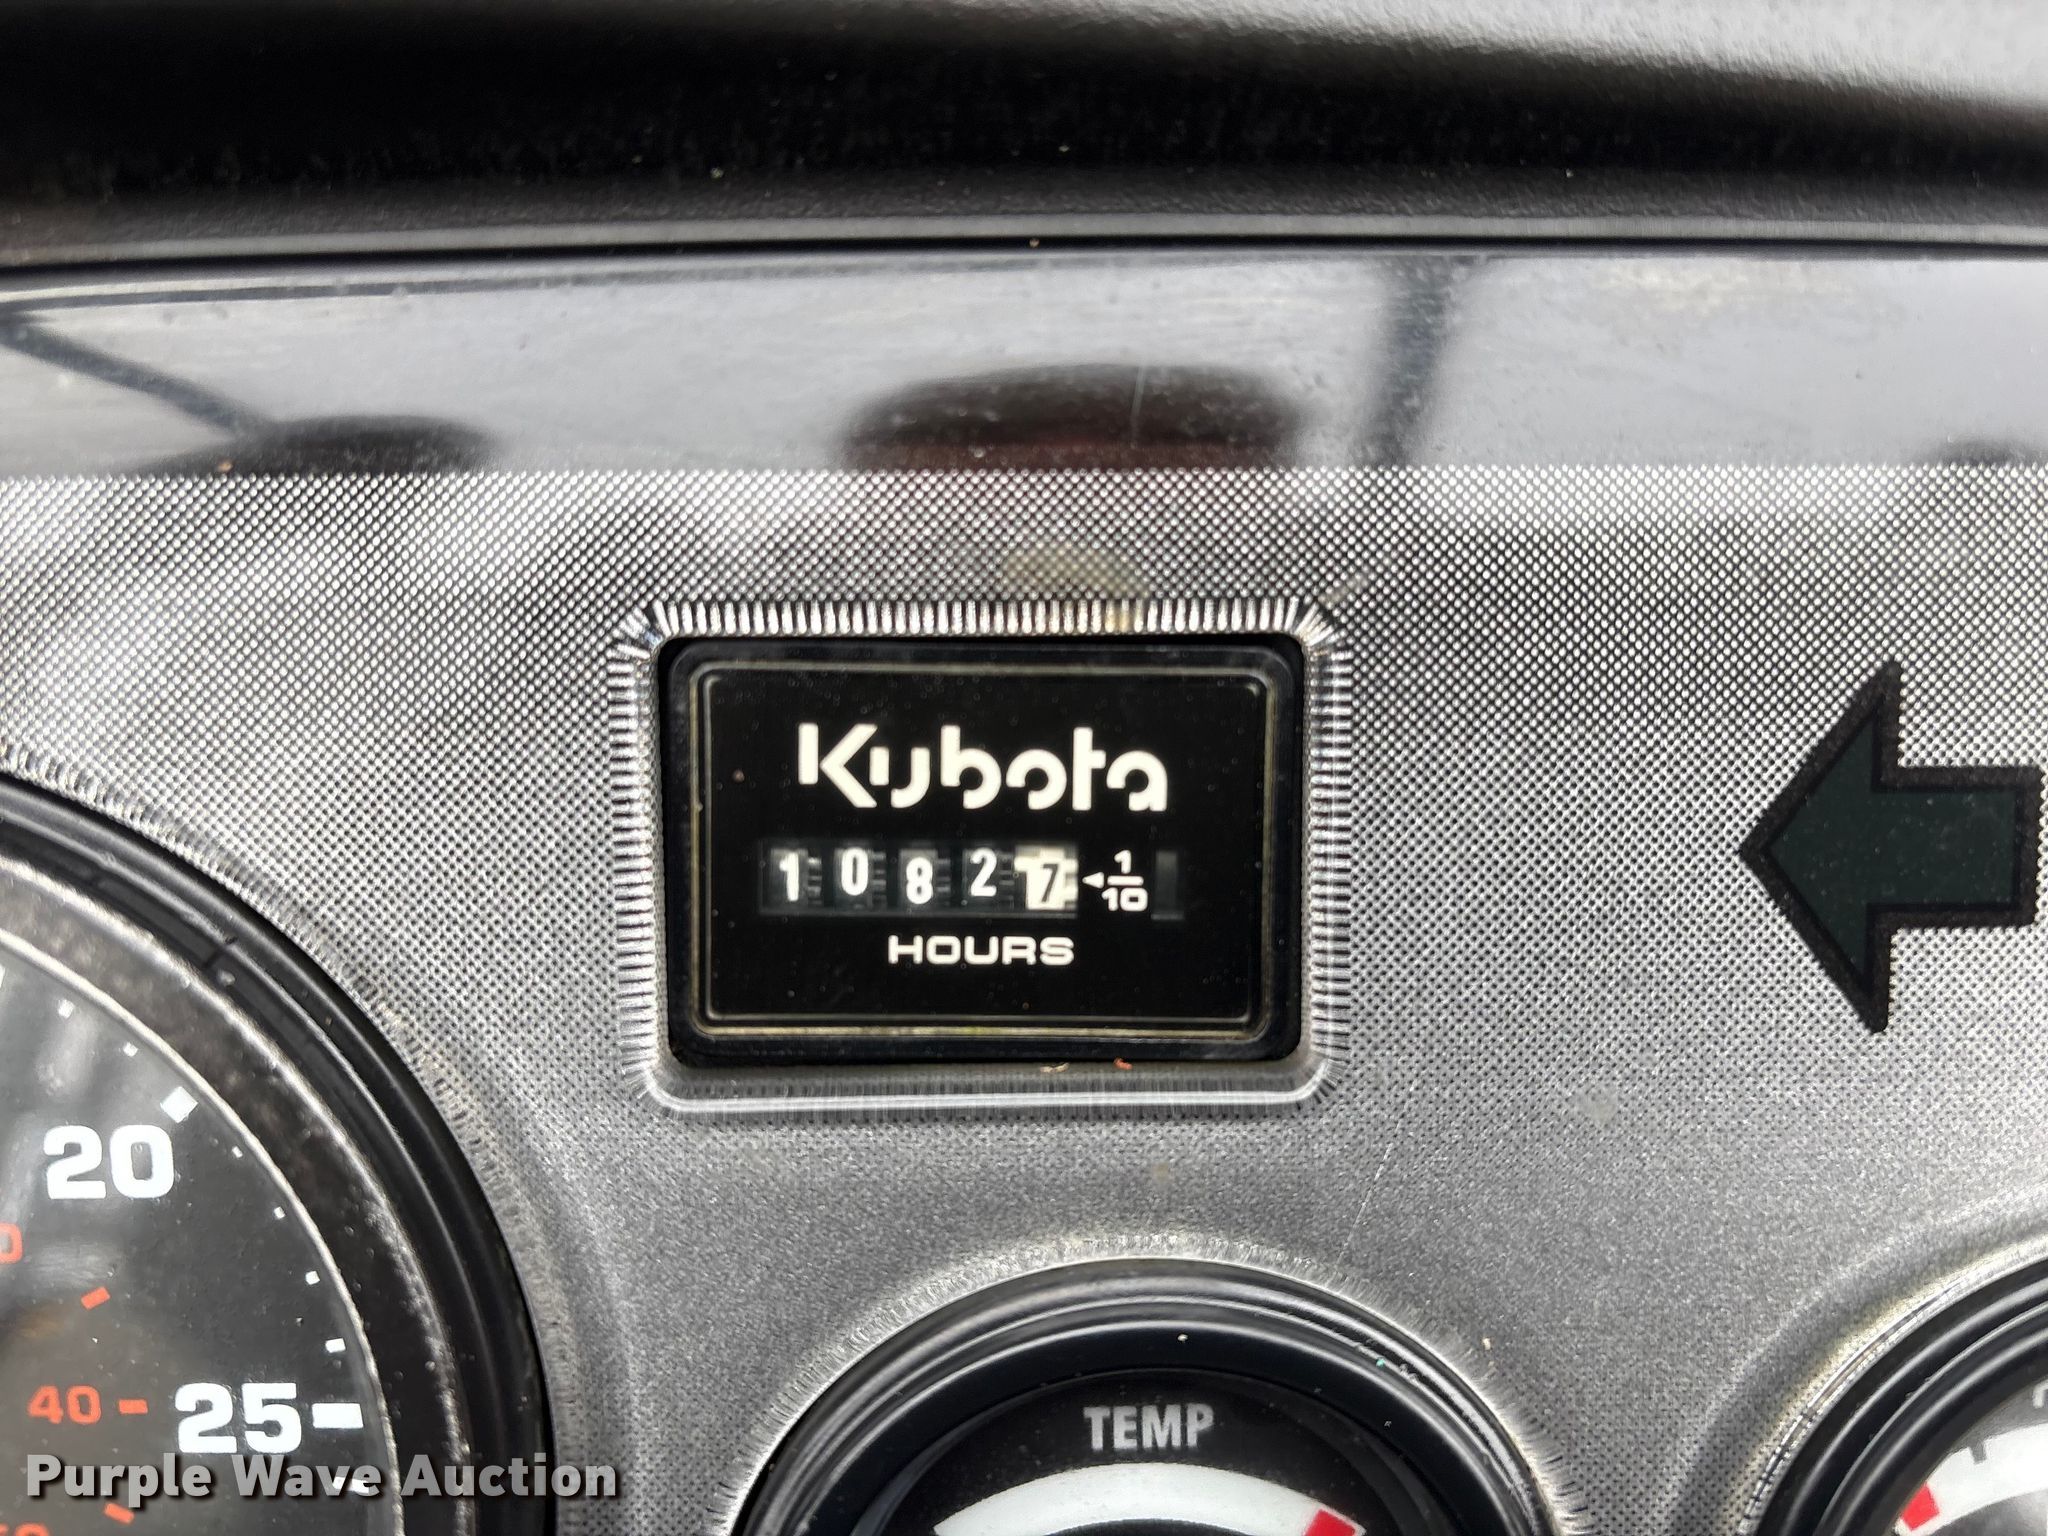 Kubota
1 0 8 2 7 ◄ 1/10
HOURS
20
40
25
TEMP
Purple Wave Auction